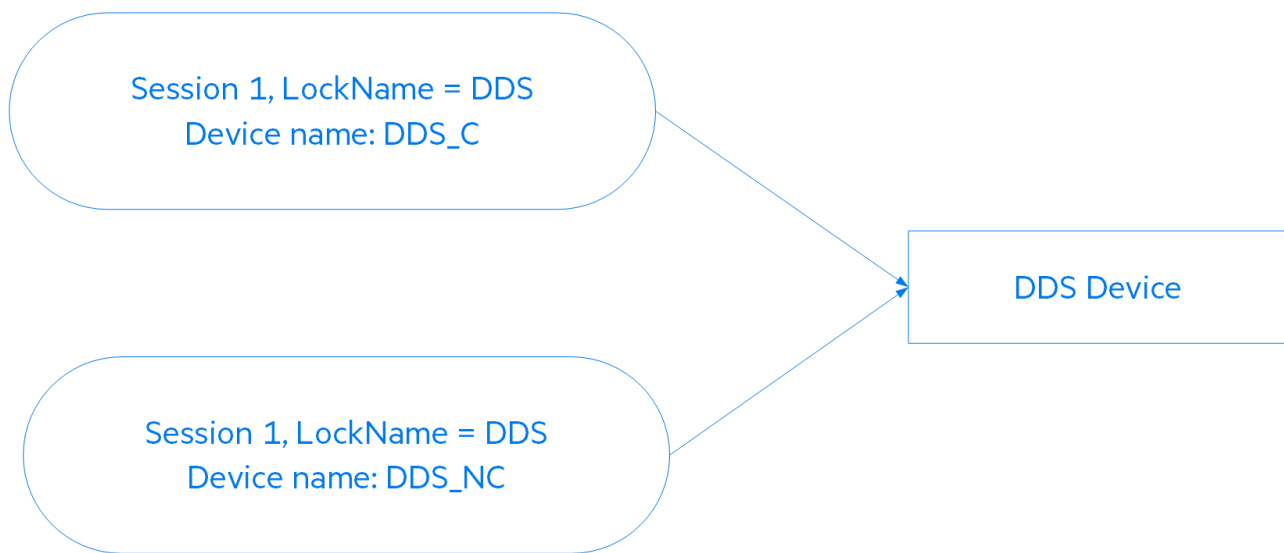 Session 1, LockName = DDS
Device name: DDS_C
DDS Device
Session 1, LockName = DDS
Device name: DDS_NC